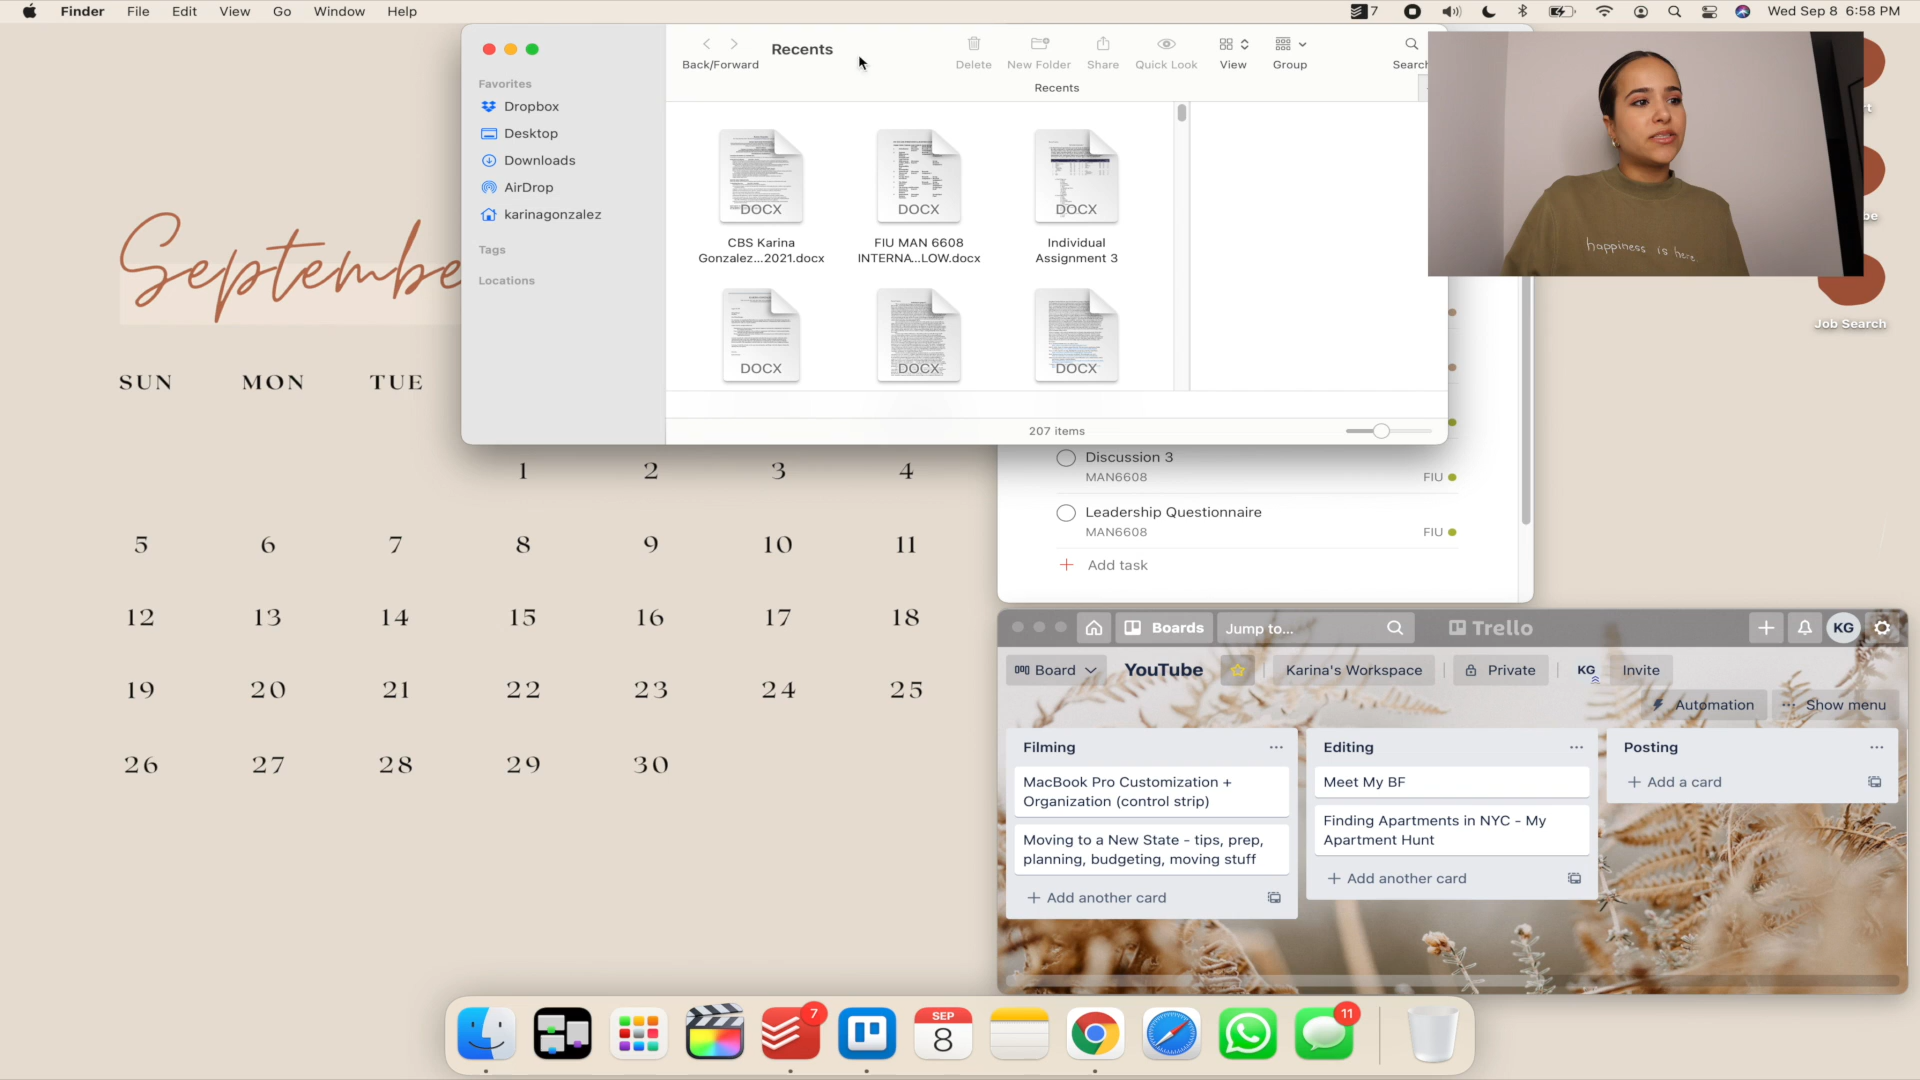 Finder File Edit View Go Window Help
7 Wed Sep 8 6:58 PM
Back/Forward
Recents
Delete
New Folder
Share
Quick Look
View
Group
Search
Recents
Favorites
Dropbox
Desktop
Downloads
AirDrop
karinagonzalez
Tags
Locations
DOCX
CBS Karina
Gonzalez...2021.docx
DOCX
FIU MAN 6608
INTERNA...LOW.docx
DOCX
Individual
Assignment 3
DOCX
DOCX
DOCX
207 items
happiness is here
Job Search
Septembe
SUN MON TUE
1 2 3 4
5 6 7 8 9 10 11
12 13 14 15 16 17 18
19 20 21 22 23 24 25
26 27 28 29 30
Discussion 3
MAN6608 FIU
Leadership Questionnaire
MAN6608 FIU
+ Add task
Boards Jump to... Trello KG
Board YouTube Karina's Workspace Private KG Invite
Automation ... Show menu
Filming ...
MacBook Pro Customization +
Organization (control strip)
Moving to a New State - tips, prep,
planning, budgeting, moving stuff
+ Add another card
Editing ...
Meet My BF
Finding Apartments in NYC - My
Apartment Hunt
+ Add another card
Posting ...
+ Add a card
7
SEP
8
11